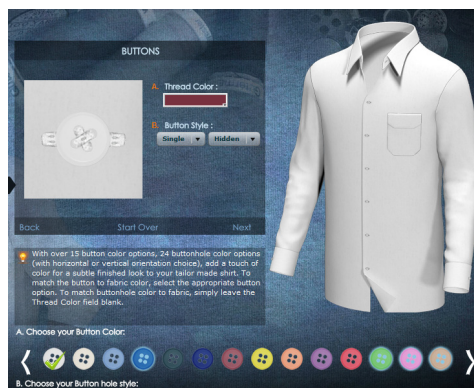 BUTTONS
A. Thread Color :
B. Button Style :
Single Hidden
Back Start Over Next
With over 15 button color options, 24 buttonhole color options
(with horizontal or vertical orientation choice), add a touch of
color for a subtle finished look to your tailor made shirt. To
match the button to fabric color, select the appropriate button
option. To match buttonhole color to fabric, simply leave the
Thread Color field blank.
A. Choose your Button Color:
B. Choose your Button hole style: